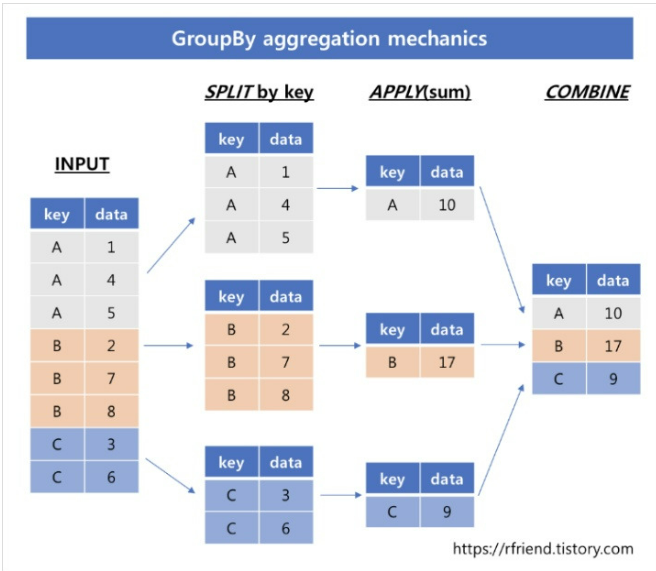 GroupBy aggregation mechanics
INPUT
key data
A 1
A 4
A 5
B 2
B 7
B 8
C 3
C 6
SPLIT by key
key data
A 1
A 4
A 5
key data
B 2
B 7
B 8
key data
C 3
C 6
APPLY(sum)
key data
A 10
key data
B 17
key data
C 9
COMBINE
key data
A 10
B 17
C 9
https://rfriend.tistory.com